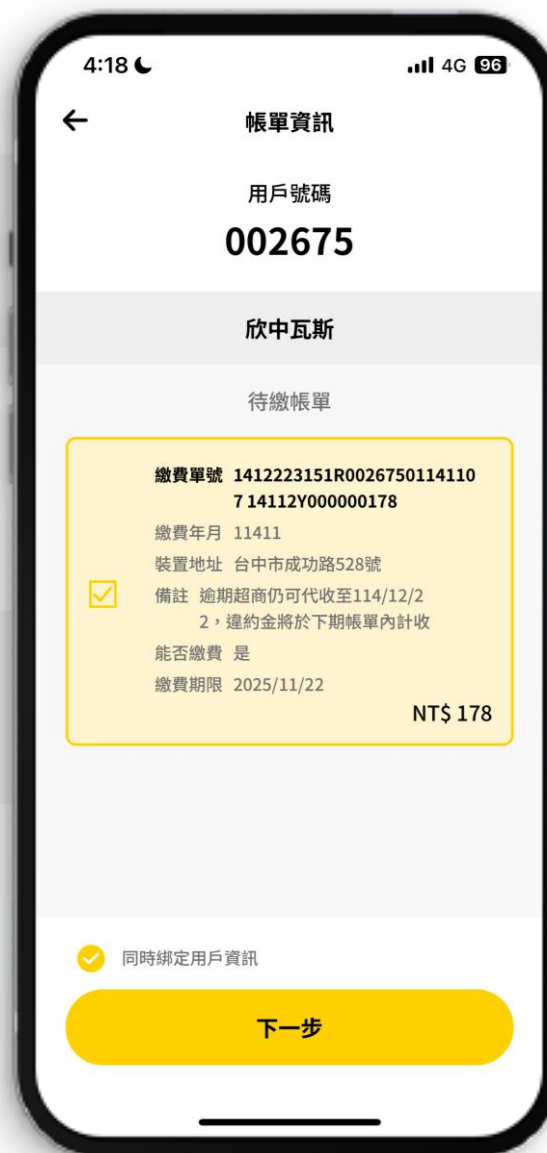 4:18
4G 96
帳單資訊
用戶號碼
002675
欣中瓦斯
待繳帳單
繳費單號 1412223151R0026750114110
7 14112Y000000178
繳費年月 11411
裝置地址 台中市成功路528號
備註 逾期超商仍可代收至114/12/2
2，違約金將於下期帳單內計收
能否繳費 是
繳費期限 2025/11/22
NT$ 178
同時綁定用戶資訊
下一步